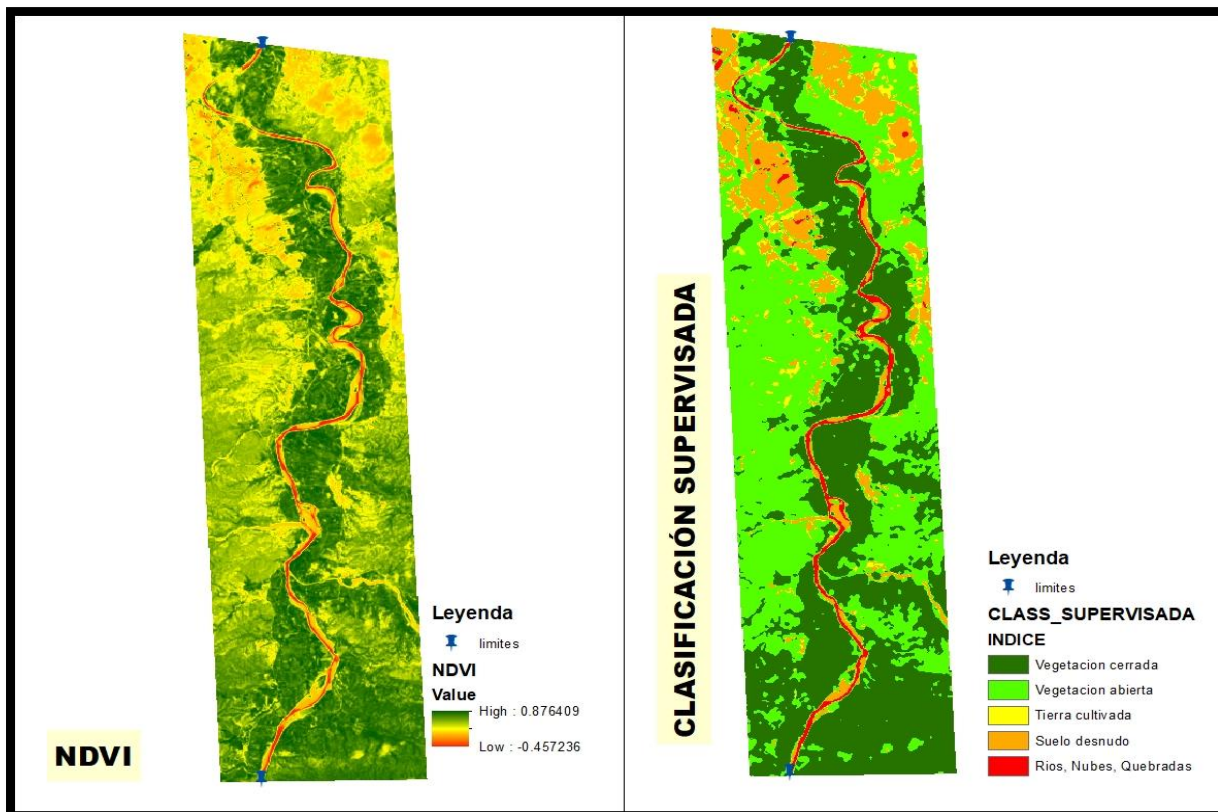 Leyenda
limites
NDVI
Value
High : 0.876409
Low : -0.457236
NDVI
CLASIFICACIÓN SUPERVISADA
Leyenda
limites
CLASS_SUPERVISADA
INDICE
Vegetacion cerrada
Vegetacion abierta
Tierra cultivada
Suelo desnudo
Rios, Nubes, Quebradas